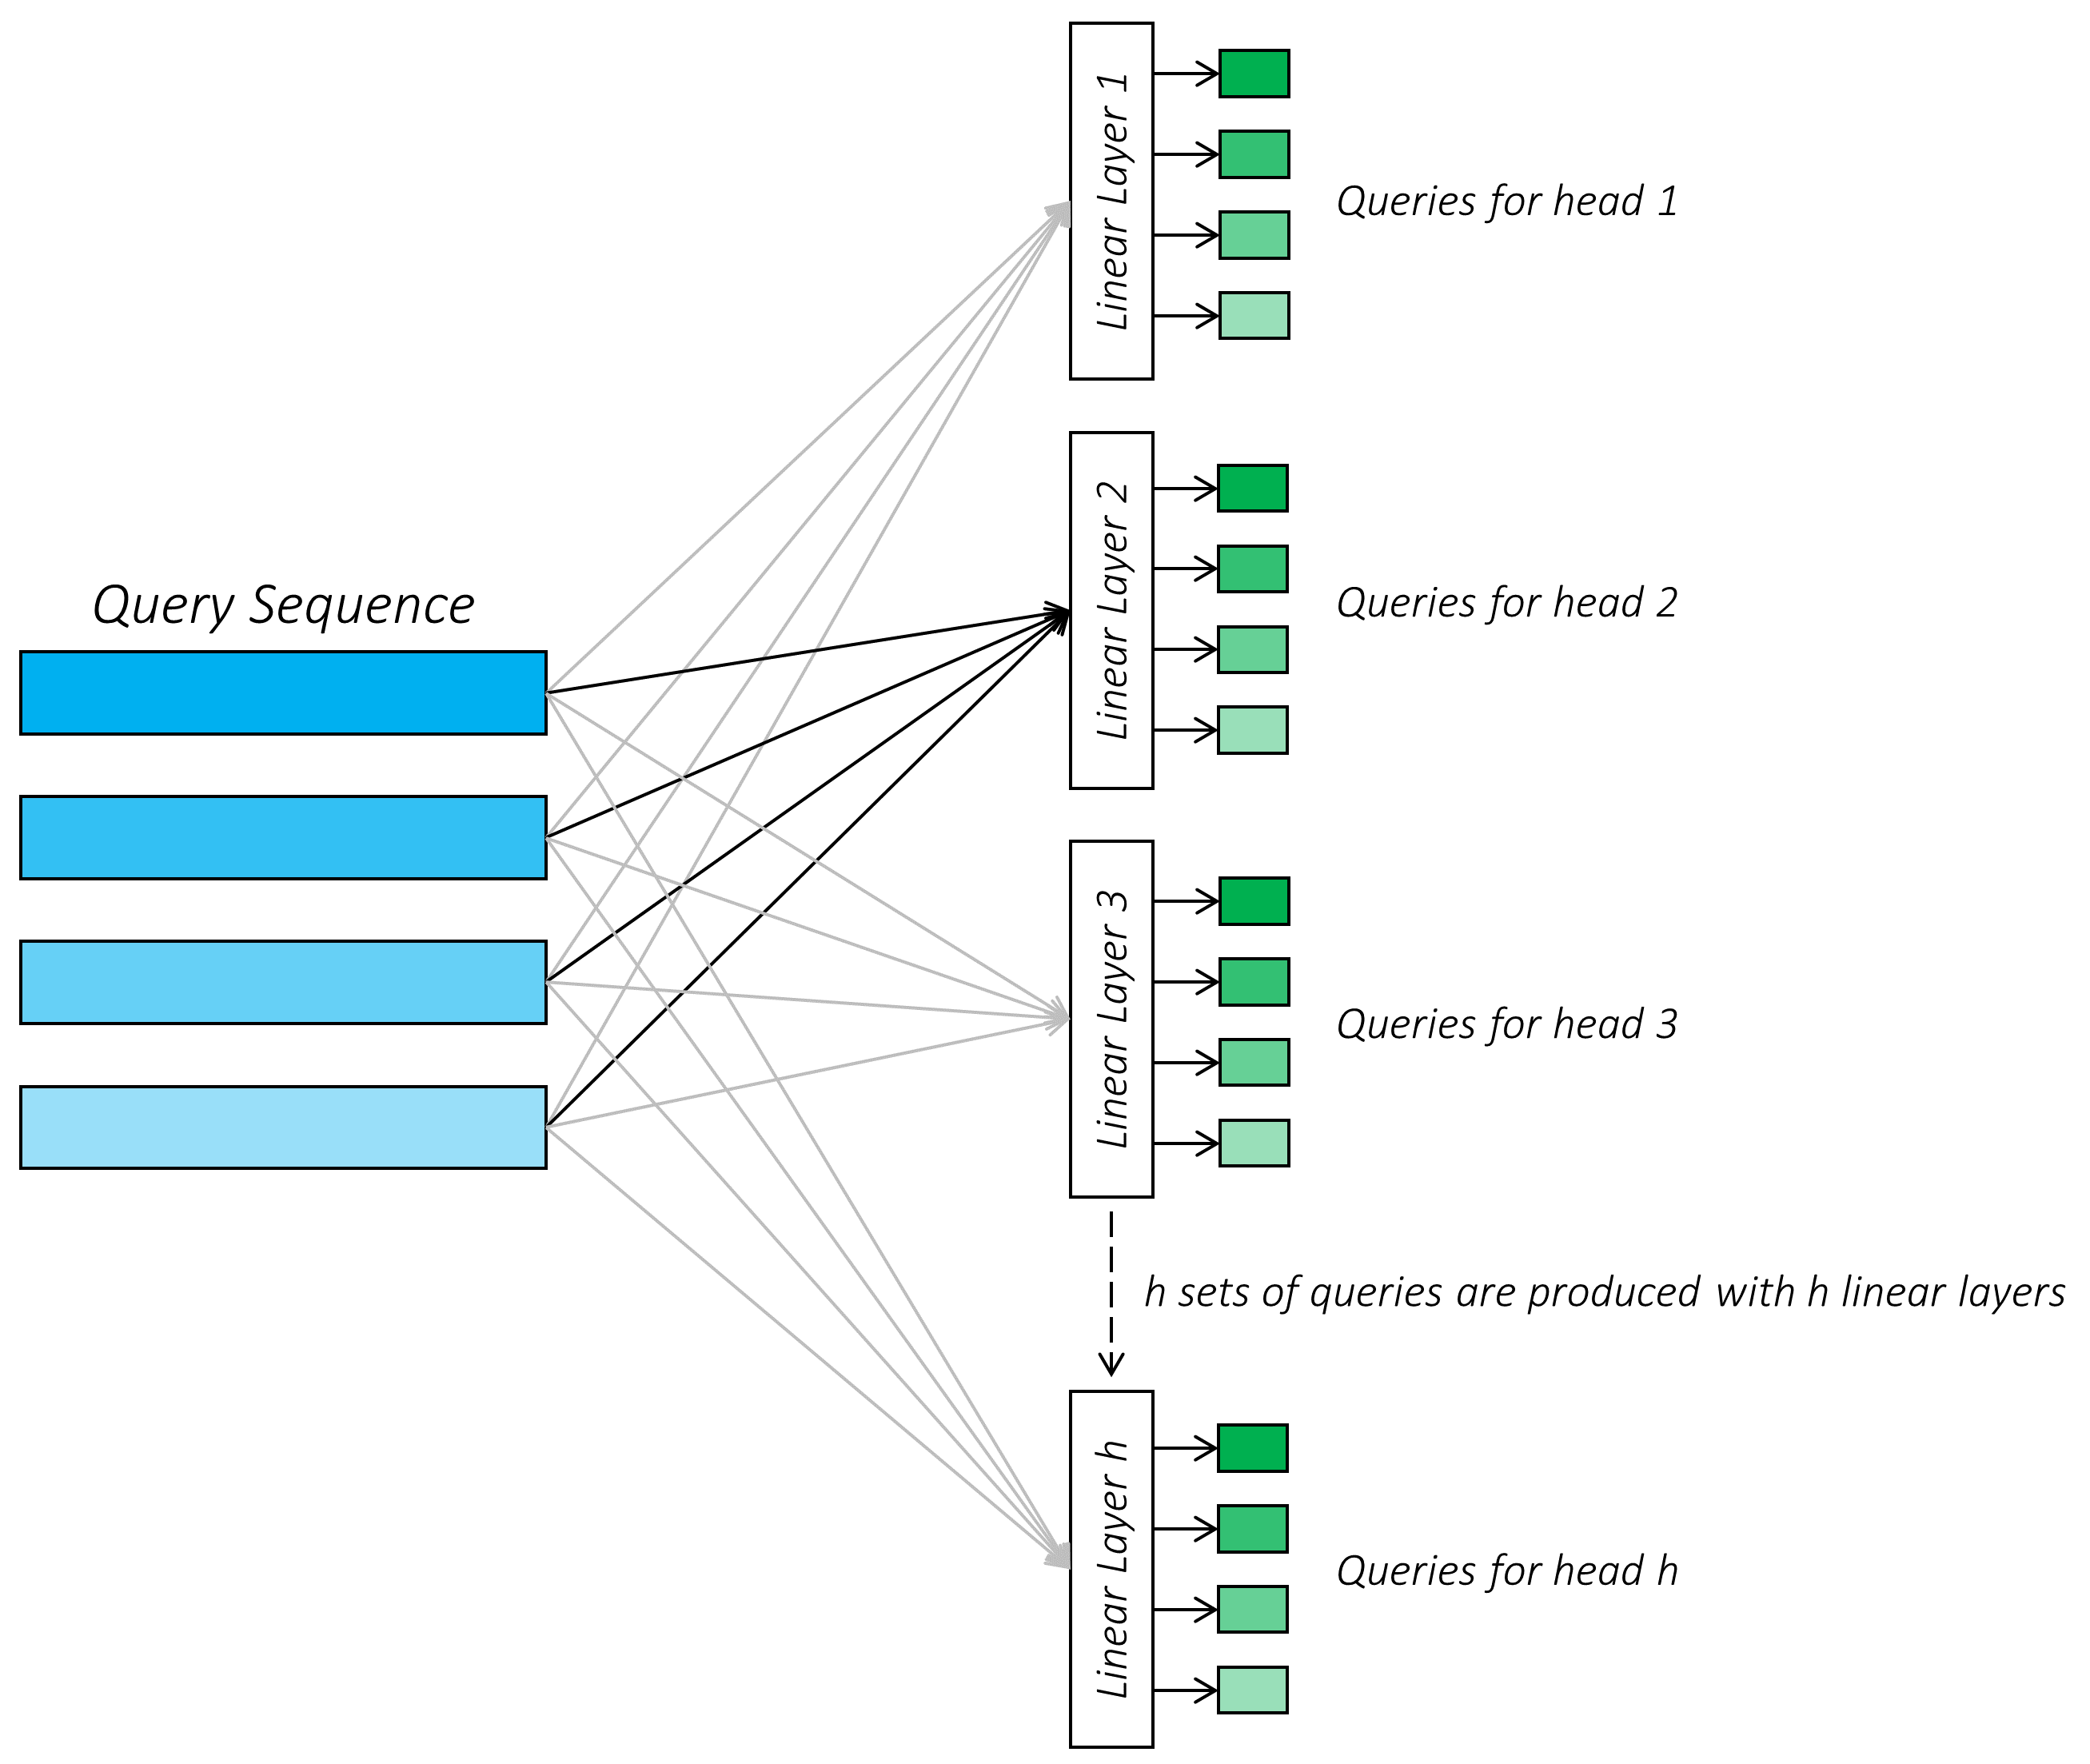 Query Sequence
Linear Layer 1
Queries for head 1
Linear Layer 2
Queries for head 2
Linear Layer 3
Queries for head 3
h sets of queries are produced with h linear layers
Linear Layer h
Queries for head h